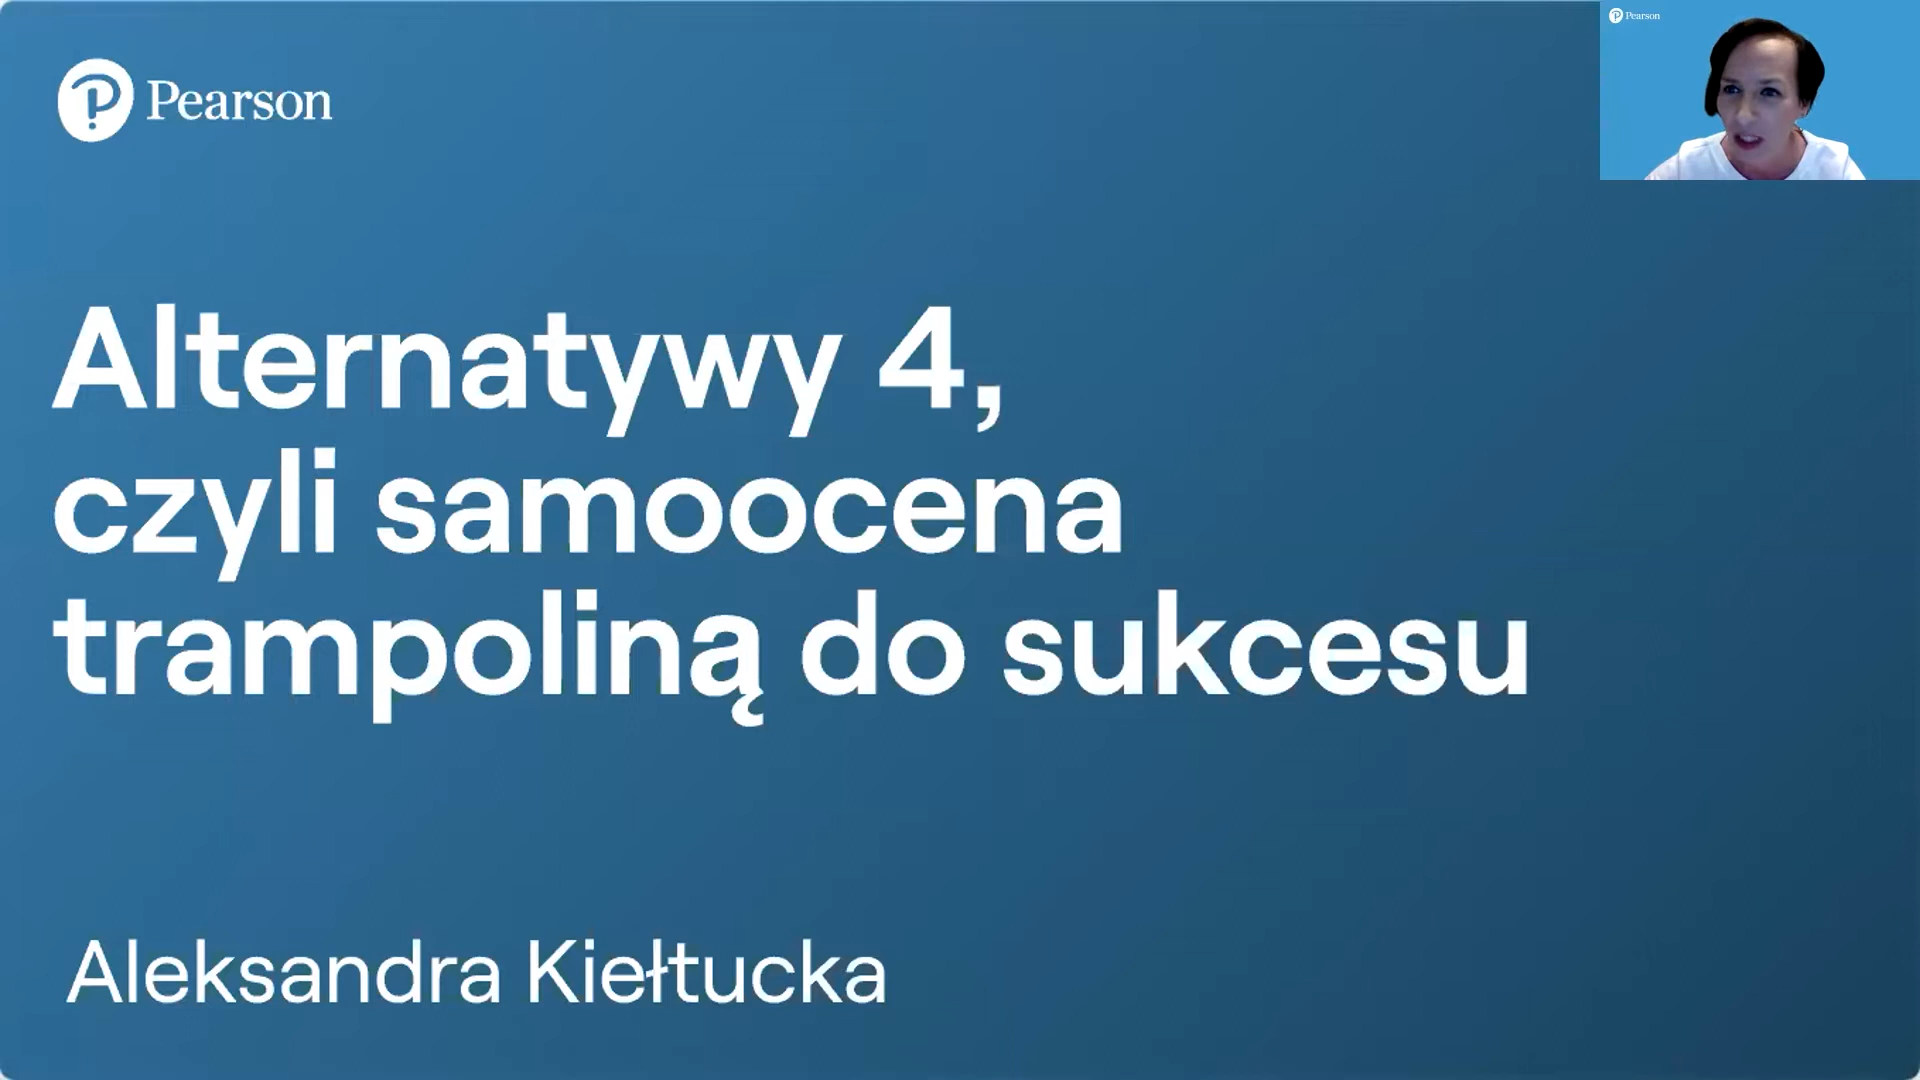 Pearson
Pearson
Alternatywy 4,
czyli samoocena
trampoliną do sukcesu
Aleksandra Kiełtucka